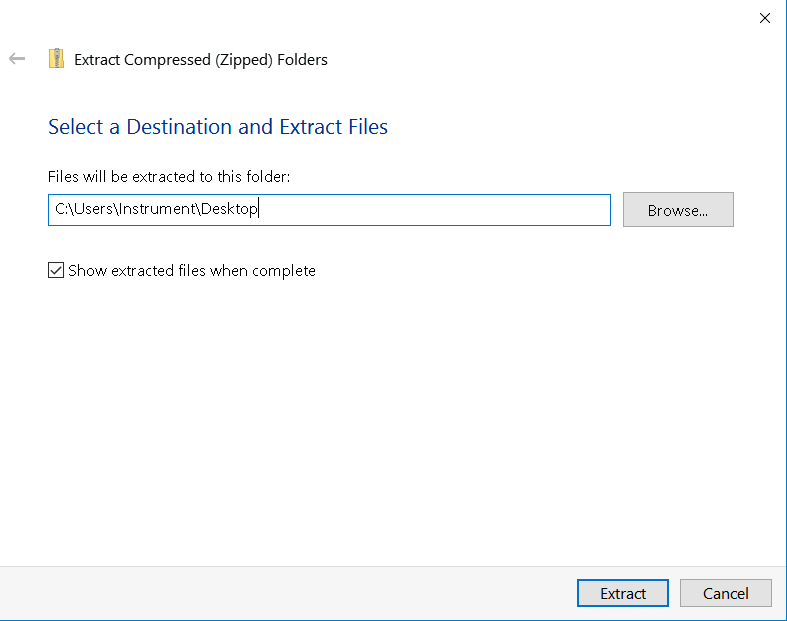 Extract Compressed (Zipped) Folders
Select a Destination and Extract Files
Files will be extracted to this folder:
C:\Users\Instrument\Desktop
Browse...
Show extracted files when complete
Extract
Cancel